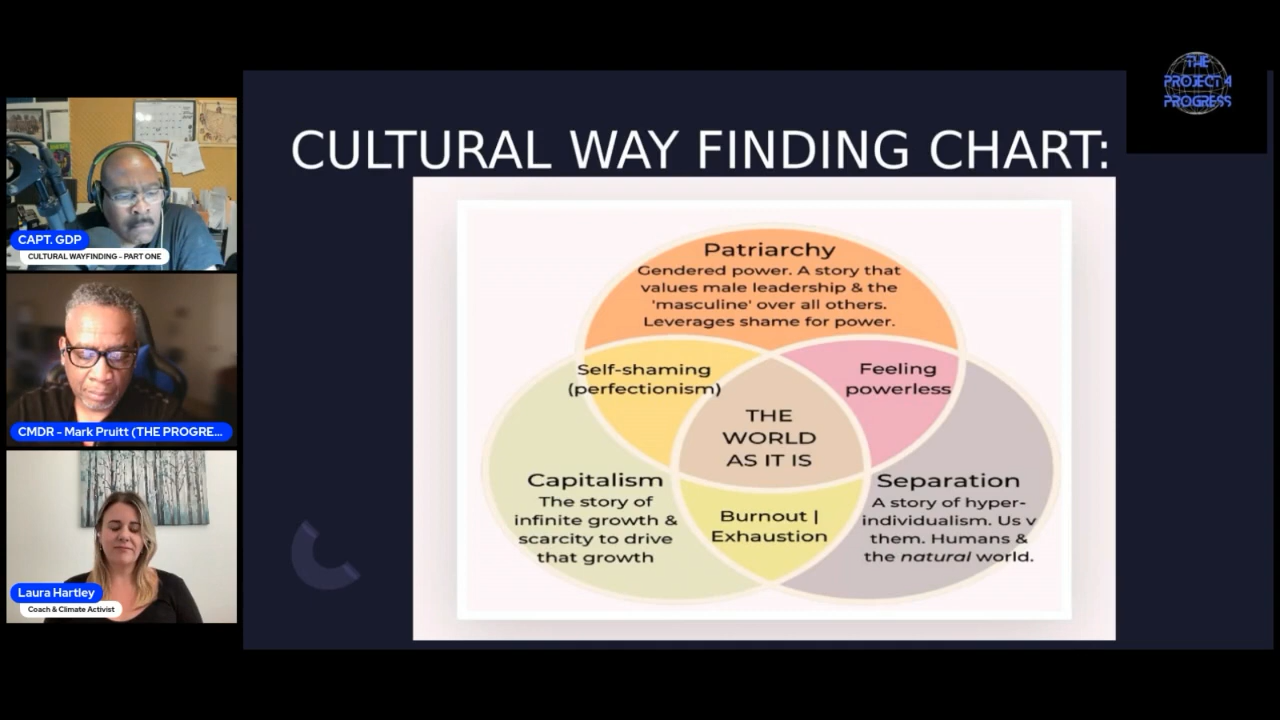 THE
PROJECT 4
PROGRESS
CULTURAL WAY FINDING CHART:
CAPT. GDP
CULTURAL WAYFINDING - PART ONE
CMDR - Mark Pruitt (THE PROGRE...
Laura Hartley
Coach & Climate Activist
Patriarchy
Gendered power. A story that
values male leadership & the
'masculine' over all others.
Leverages shame for power.
Self-shaming
(perfectionism)
Feeling
powerless
THE
WORLD
AS IT IS
Capitalism
The story of
infinite growth &
scarcity to drive
that growth
Burnout |
Exhaustion
Separation
A story of hyper-
individualism. Us v
them. Humans &
the natural world.